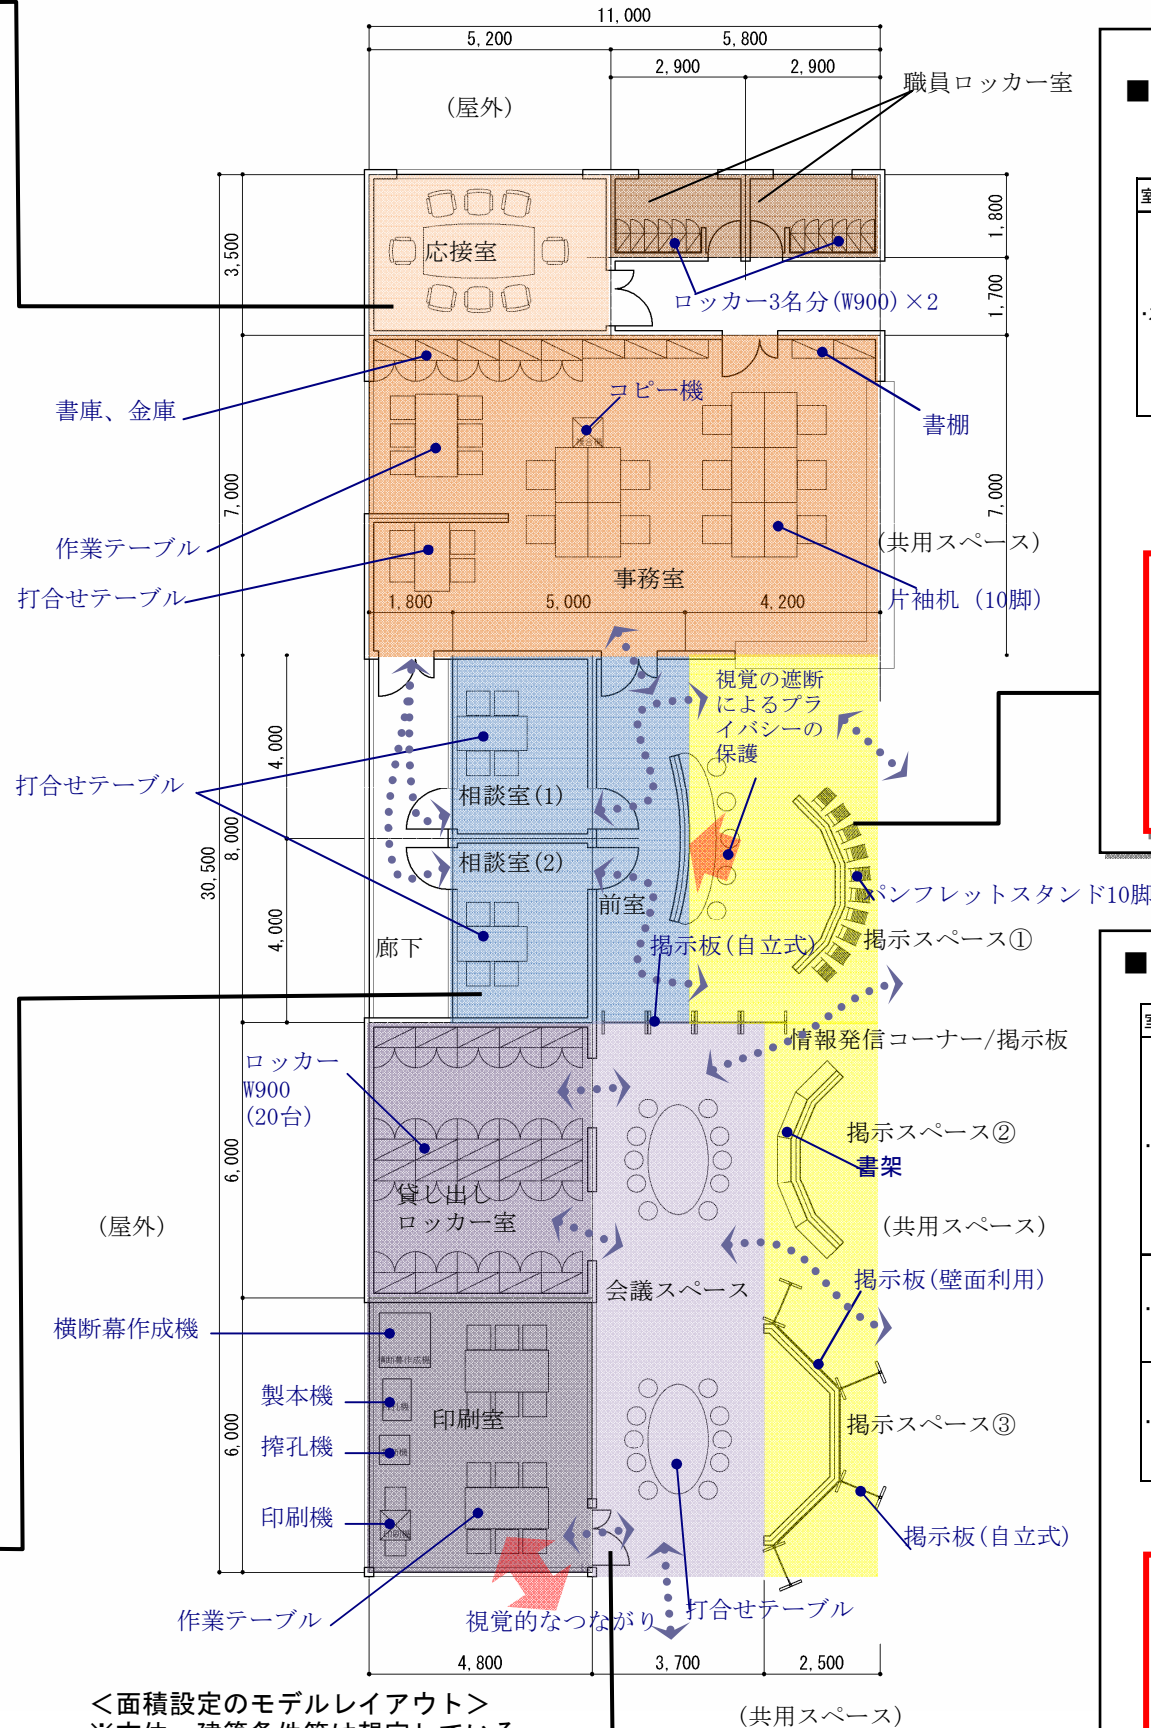 11,000
5,200
5,800
2,900
2,900
職員ロッカー室
(屋外)
■
1,800
3,500
応接室
1,700
ロッカー3名分(W900)×2
コピー機
書庫、金庫
書棚
複合機
7,000
7,000
作業テーブル
(共用スペース)
打合せテーブル
事務室
片袖机 (10脚)
1,800
5,000
4,200
視覚の遮断
によるプラ
イバシーの
保護
4,000
打合せテーブル
相談室(1)
8,000
相談室(2)
30,500
前室
パンフレットスタンド10脚
4,000
廊下
掲示板(自立式)
掲示スペース①
■
情報発信コーナー/掲示板
ロッカー
W900
(20台)
掲示スペース②
書架
6,000
貸し出し
ロッカー室
(屋外)
(共用スペース)
会議スペース
掲示板(壁面利用)
横断幕作成機
横断幕作成機
製本機
印刷室
掲示スペース③
搾孔機
6,000
印刷機
印刷機
掲示板(自立式)
作業テーブル
視覚的なつながり
打合せテーブル
4,800
3,700
2,500
＜面積設定のモデルレイアウト＞
(共用スペース)